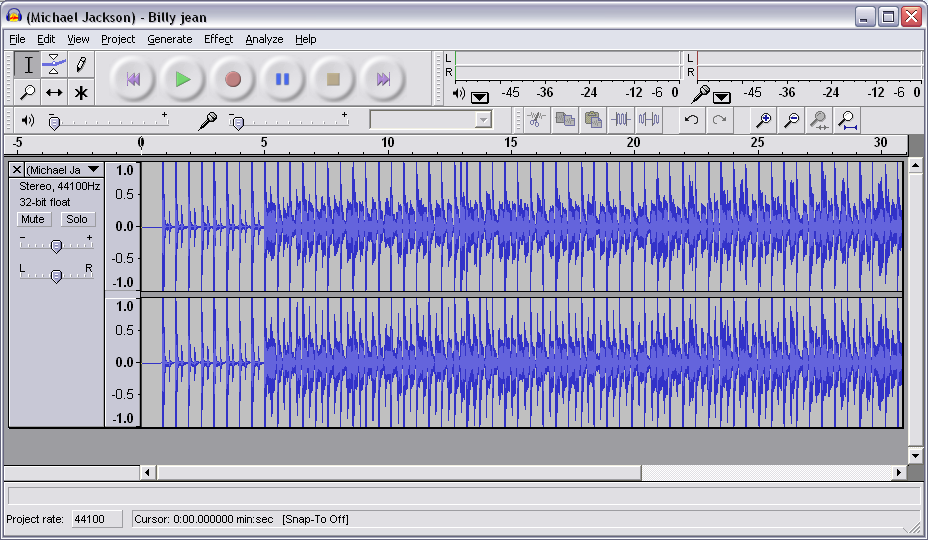 (Michael Jackson) - Billy jean
File Edit View Project Generate Effect Analyze Help
L
R
-45 -36 -24 -12 -6 0
L
R
-45 -36 -24 -12 -6 0
- +
- +
-5 0 5 10 15 20 25 30
(Michael Ja
Stereo, 44100Hz
32-bit float
Mute Solo
- +
L R
1.0
0.5
0.0
-0.5
-1.0
1.0
0.5
0.0
-0.5
-1.0
Project rate: 44100 Cursor: 0:00.000000 min:sec [Snap-To Off]